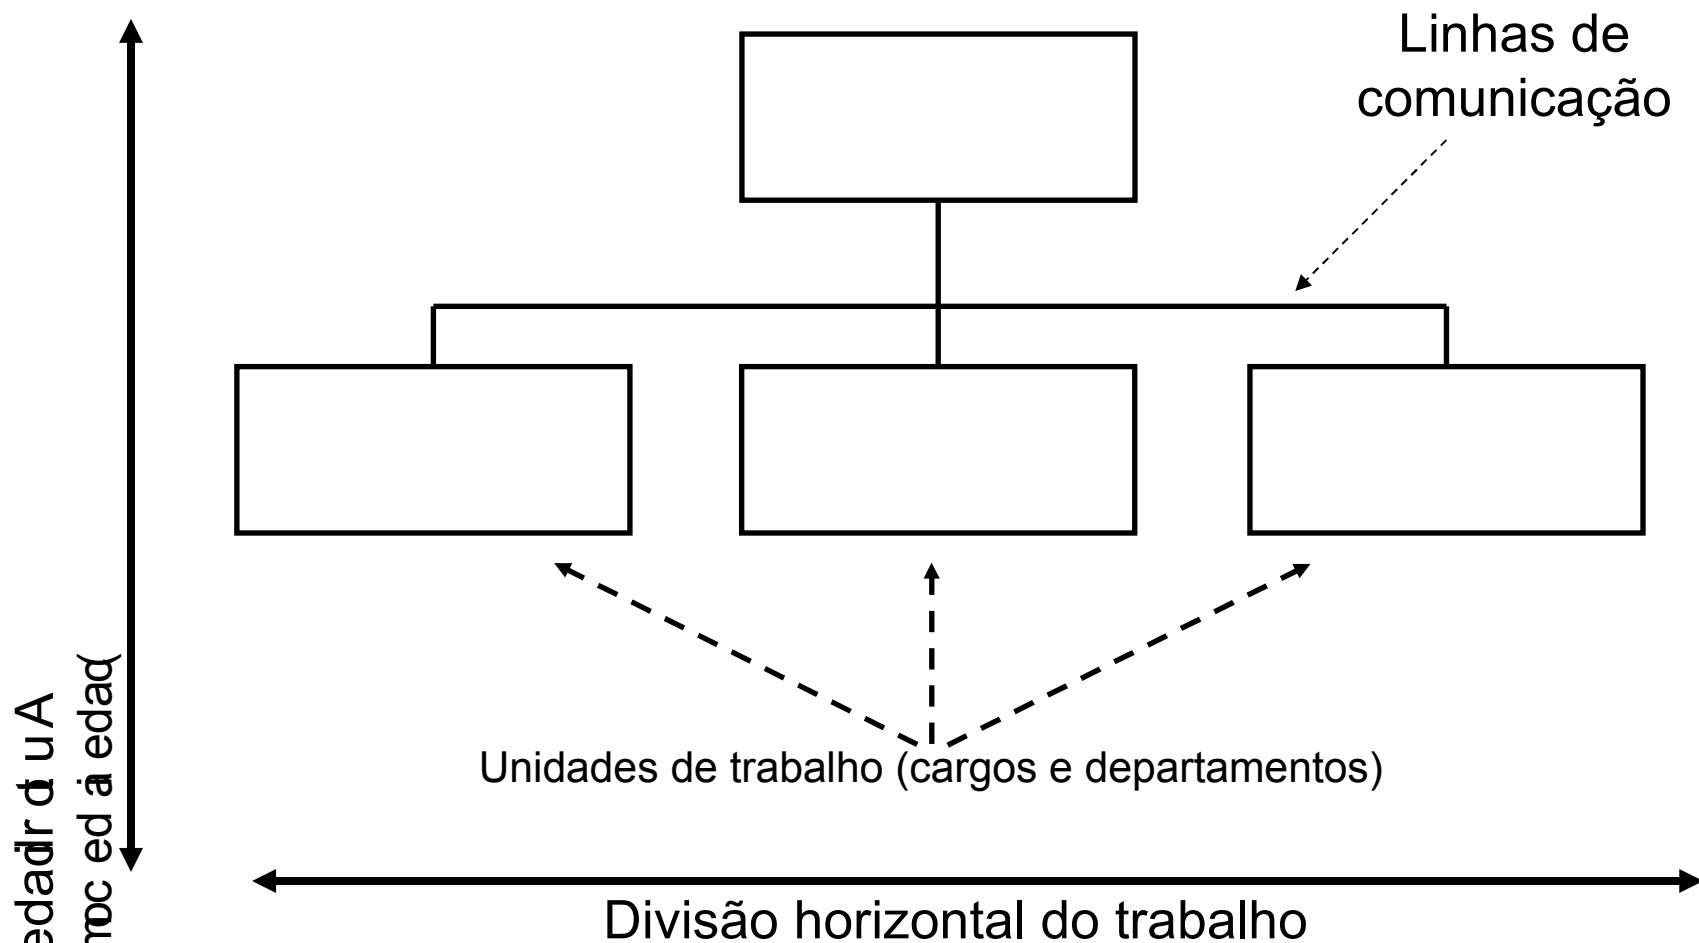 Linhas de
comunicação
Unidades de trabalho (cargos e departamentos)
Divisão horizontal do trabalho